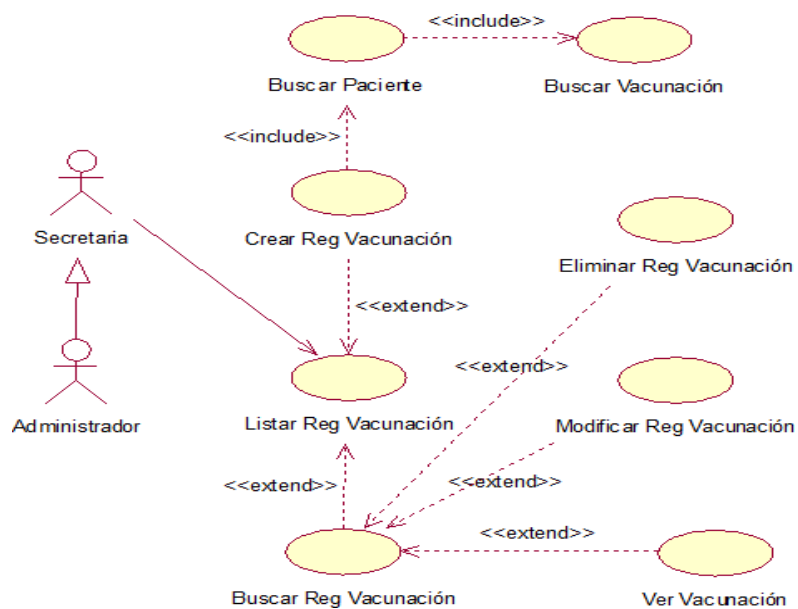 <<include>>
Buscar Paciente
Buscar Vacunación
<<include>>
Secretaria
Crear Reg Vacunación
Eliminar Reg Vacunación
<<extend>>
<<extend>>
Administrador
Listar Reg Vacunación
Modificar Reg Vacunación
<<extend>>
<<extend>>
<<extend>>
Buscar Reg Vacunación
Ver Vacunación